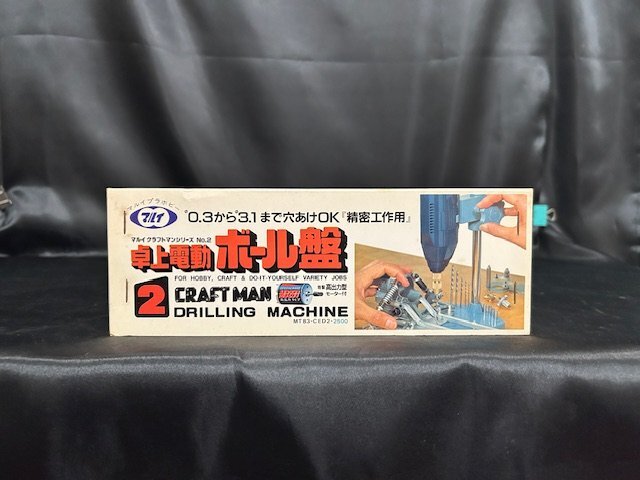 マルイプラホビー
マルイ
"0.3から"3.1まで穴あけOK『精密工作用』
マルイクラフトマンシリーズ No.2
卓上電動ボール盤
FOR HOBBY, CRAFT & DO-IT-YOURSELF VARIETY JOBS
2 CRAFT MAN
高出力型
モーター付
DRILLING MACHINE
MT83-CED2-2500